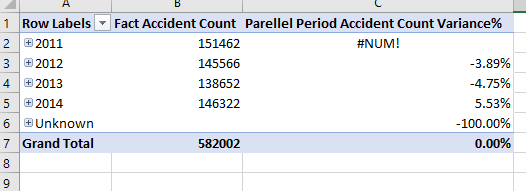 A B C
1 Row Labels Fact Accident Count Parellel Period Accident Count Variance%
2 2011 151462 #NUM!
3 2012 145566 -3.89%
4 2013 138652 -4.75%
5 2014 146322 5.53%
6 Unknown -100.00%
7 Grand Total 582002 0.00%
8
9